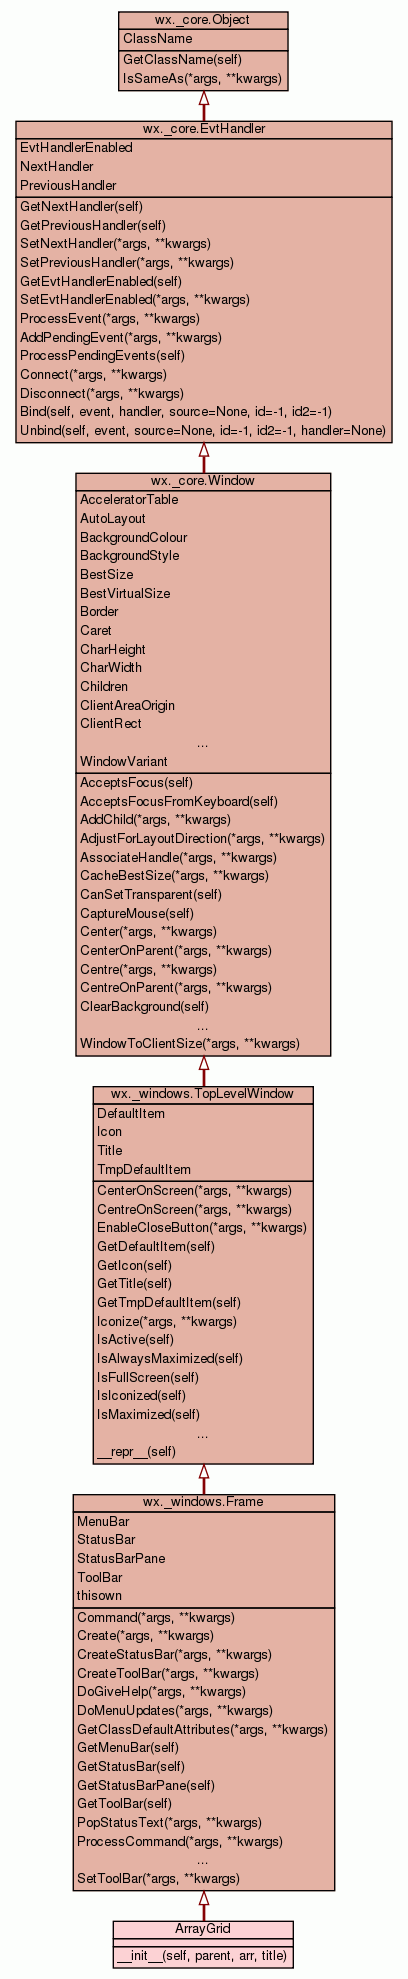 wx._core.Object
ClassName
GetClassName(self)
IsSameAs(*args, **kwargs)
wx._core.EvtHandler
EvtHandlerEnabled
NextHandler
PreviousHandler
GetNextHandler(self)
GetPreviousHandler(self)
SetNextHandler(*args, **kwargs)
SetPreviousHandler(*args, **kwargs)
GetEvtHandlerEnabled(self)
SetEvtHandlerEnabled(*args, **kwargs)
ProcessEvent(*args, **kwargs)
AddPendingEvent(*args, **kwargs)
ProcessPendingEvents(self)
Connect(*args, **kwargs)
Disconnect(*args, **kwargs)
Bind(self, event, handler, source=None, id=-1, id2=-1)
Unbind(self, event, source=None, id=-1, id2=-1, handler=None)
wx._core.Window
AcceleratorTable
AutoLayout
BackgroundColour
BackgroundStyle
BestSize
BestVirtualSize
Border
Caret
CharHeight
CharWidth
Children
ClientAreaOrigin
ClientRect
...
WindowVariant
AcceptsFocus(self)
AcceptsFocusFromKeyboard(self)
AddChild(*args, **kwargs)
AdjustForLayoutDirection(*args, **kwargs)
AssociateHandle(*args, **kwargs)
CacheBestSize(*args, **kwargs)
CanSetTransparent(self)
CaptureMouse(self)
Center(*args, **kwargs)
CenterOnParent(*args, **kwargs)
Centre(*args, **kwargs)
CentreOnParent(*args, **kwargs)
ClearBackground(self)
...
WindowToClientSize(*args, **kwargs)
wx._windows.TopLevelWindow
DefaultItem
Icon
Title
TmpDefaultItem
CenterOnScreen(*args, **kwargs)
CentreOnScreen(*args, **kwargs)
EnableCloseButton(*args, **kwargs)
GetDefaultItem(self)
GetIcon(self)
GetTitle(self)
GetTmpDefaultItem(self)
Iconize(*args, **kwargs)
IsActive(self)
IsAlwaysMaximized(self)
IsFullScreen(self)
IsIconized(self)
IsMaximized(self)
...
__repr__(self)
wx._windows.Frame
MenuBar
StatusBar
StatusBarPane
ToolBar
thisown
Command(*args, **kwargs)
Create(*args, **kwargs)
CreateStatusBar(*args, **kwargs)
CreateToolBar(*args, **kwargs)
DoGiveHelp(*args, **kwargs)
DoMenuUpdates(*args, **kwargs)
GetClassDefaultAttributes(*args, **kwargs)
GetMenuBar(self)
GetStatusBar(self)
GetStatusBarPane(self)
GetToolBar(self)
PopStatusText(*args, **kwargs)
ProcessCommand(*args, **kwargs)
...
SetToolBar(*args, **kwargs)
ArrayGrid
__init__(self, parent, arr, title)